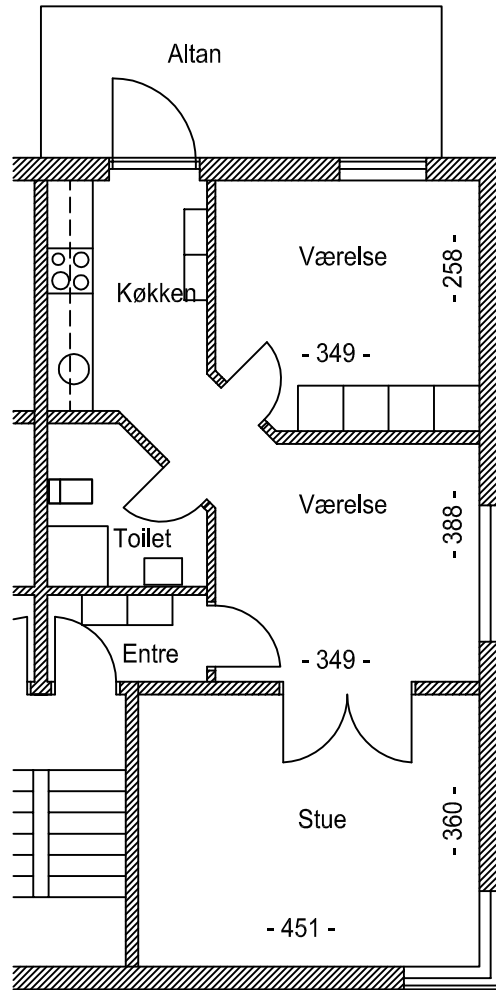 Altan
Værelse
- 258 -
Køkken
- 349 -
Værelse
- 388 -
Toilet
Entre
- 349 -
Stue
- 360 -
- 451 -